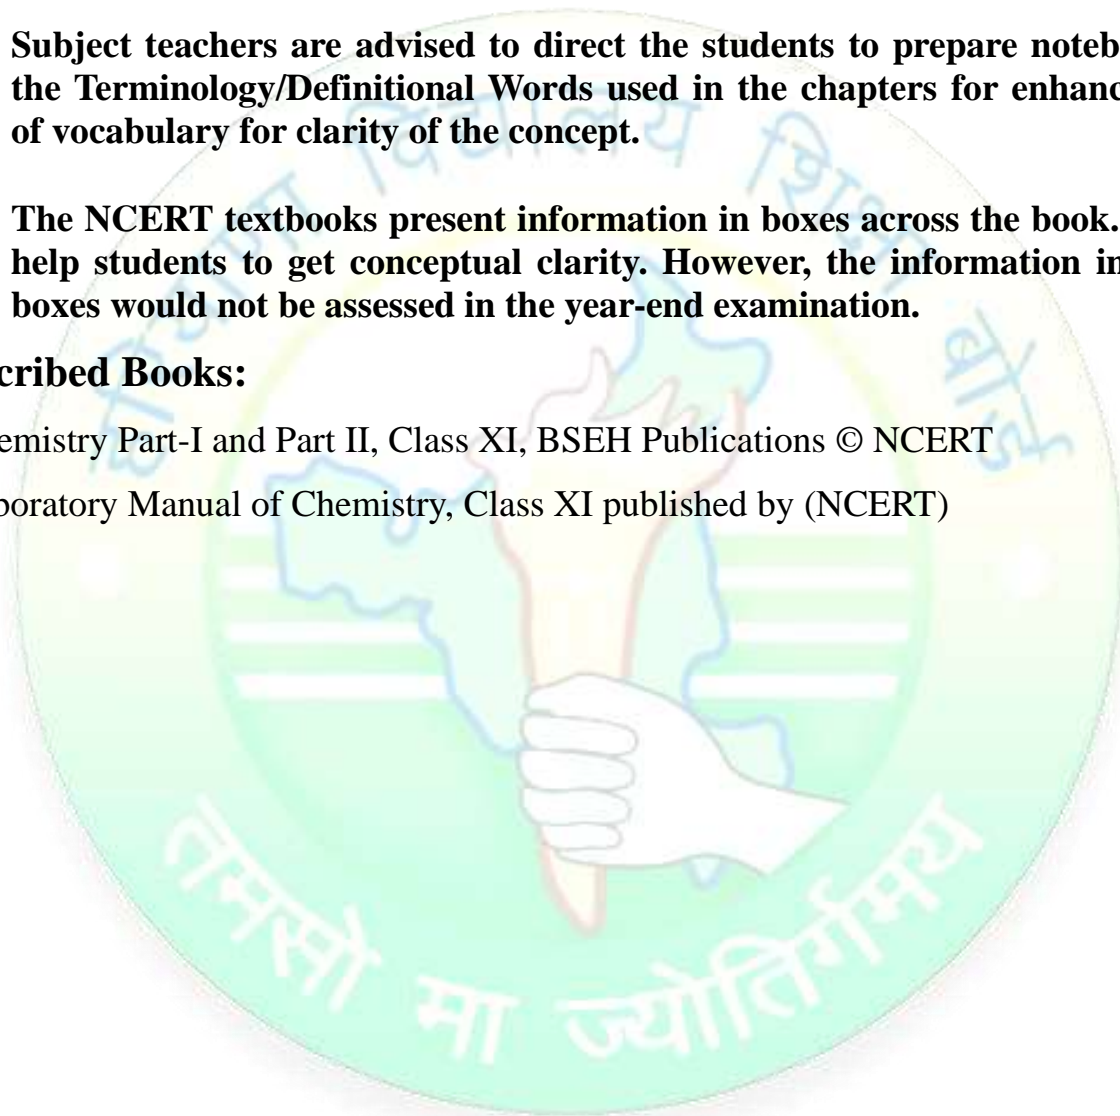 Subject teachers are advised to direct the students to prepare noteb
the Terminology/Definitional Words used in the chapters for enhanc
of vocabulary for clarity of the concept.
The NCERT textbooks present information in boxes across the book.
help students to get conceptual clarity. However, the information in
boxes would not be assessed in the year-end examination.
cribed Books:
emistry Part-I and Part II, Class XI, BSEH Publications © NCERT
boratory Manual of Chemistry, Class XI published by (NCERT)
हरियाणा विद्यालय शिक्षा बोर्ड
तमसो मा ज्योतिर्गमय